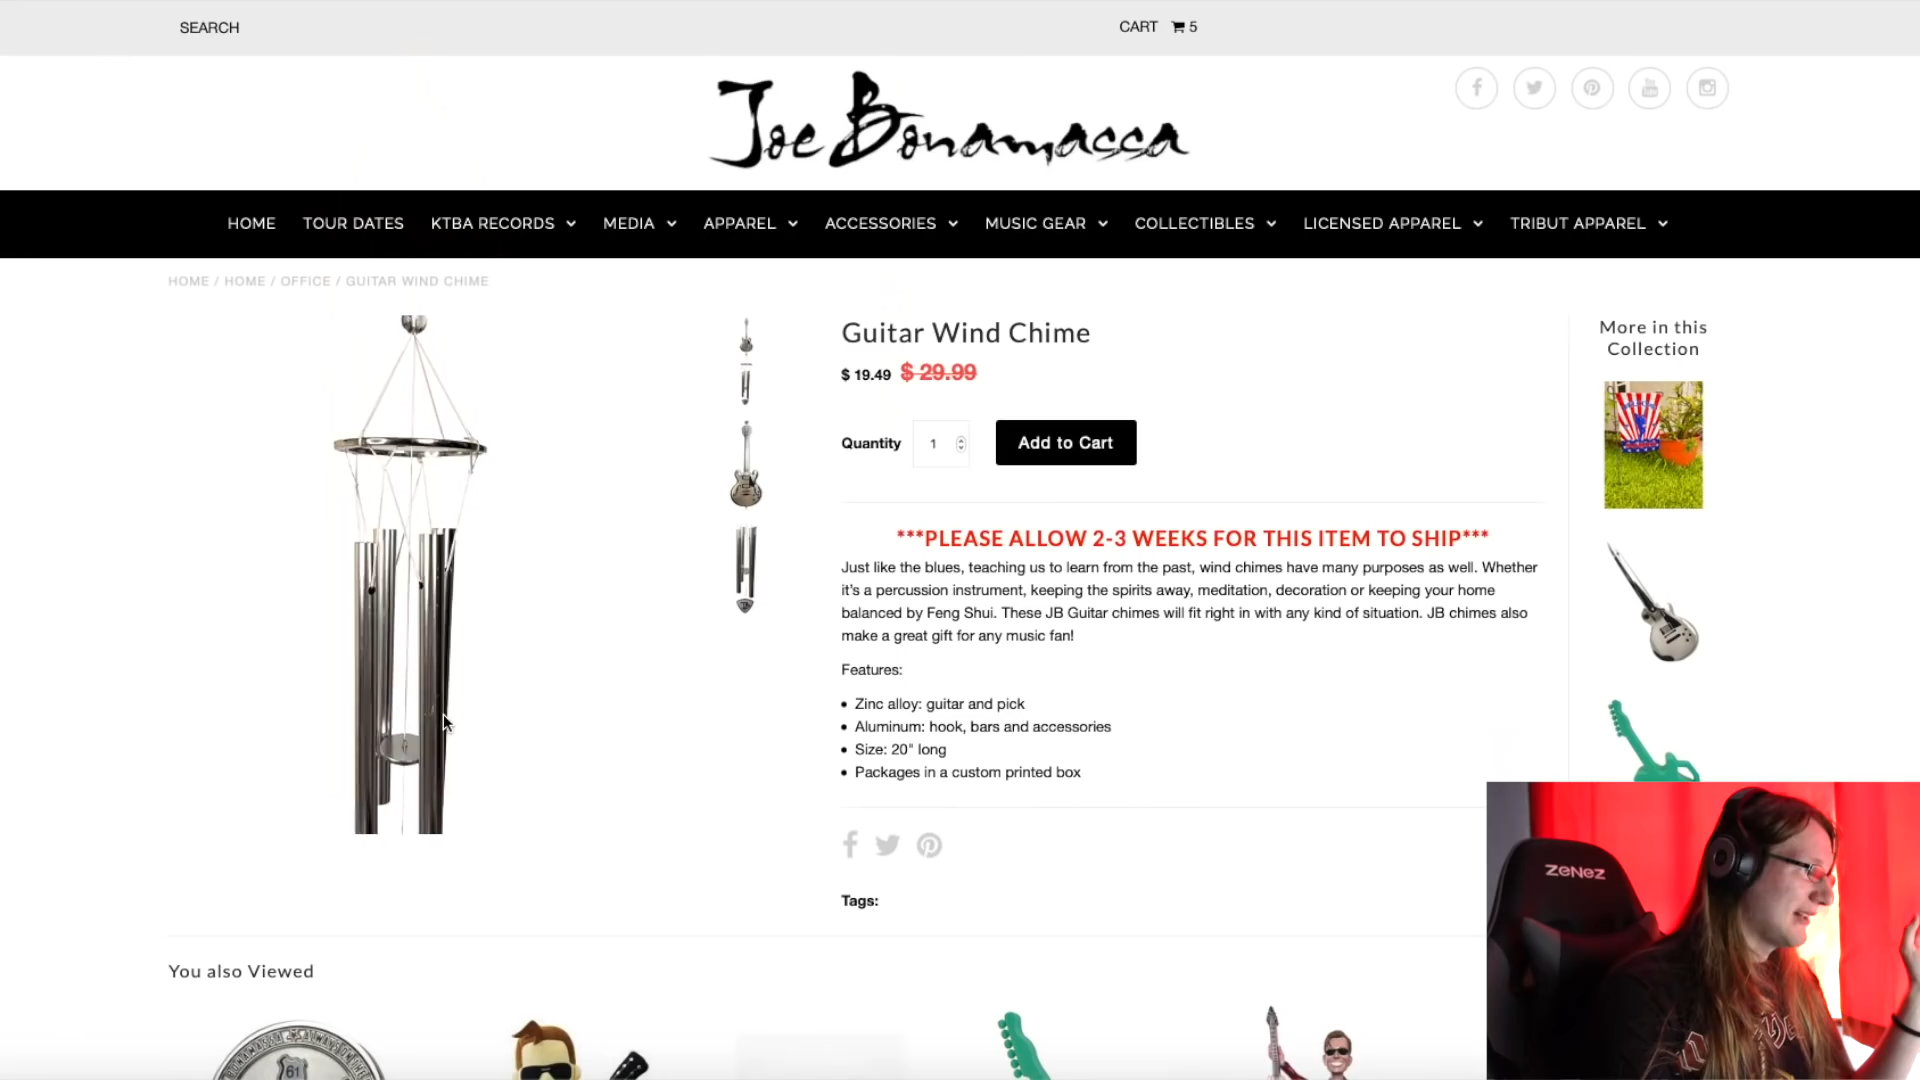 SEARCH
CART 5
Joe Bonamassa
HOME TOUR DATES KTBA RECORDS MEDIA APPAREL ACCESSORIES MUSIC GEAR COLLECTIBLES LICENSED APPAREL TRIBUT APPAREL
HOME / HOME / OFFICE / GUITAR WIND CHIME
Guitar Wind Chime
$ 19.49 $ 29.99
Quantity 1 Add to Cart
***PLEASE ALLOW 2-3 WEEKS FOR THIS ITEM TO SHIP***
Just like the blues, teaching us to learn from the past, wind chimes have many purposes as well. Whether
it's a percussion instrument, keeping the spirits away, meditation, decoration or keeping your home
balanced by Feng Shui. These JB Guitar chimes will fit right in with any kind of situation. JB chimes also
make a great gift for any music fan!
Features:
• Zinc alloy: guitar and pick
• Aluminum: hook, bars and accessories
• Size: 20" long
• Packages in a custom printed box
Tags:
More in this
Collection
ZENEZ
You also Viewed
61